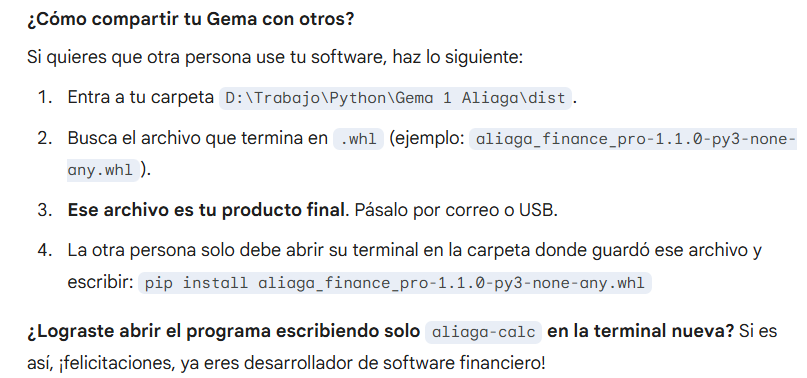 ¿Cómo compartir tu Gema con otros?
Si quieres que otra persona use tu software, haz lo siguiente:
1. Entra a tu carpeta D:\Trabajo\Python\Gema 1 Aliaga\dist.
2. Busca el archivo que termina en .whl (ejemplo: aliaga_finance_pro-1.1.0-py3-none-
any.whl).
3. Ese archivo es tu producto final. Pásalo por correo o USB.
4. La otra persona solo debe abrir su terminal en la carpeta donde guardó ese archivo y
escribir: pip install aliaga_finance_pro-1.1.0-py3-none-any.whl
¿Lograste abrir el programa escribiendo solo aliaga-calc en la terminal nueva? Si es
así, ¡felicitaciones, ya eres desarrollador de software financiero!